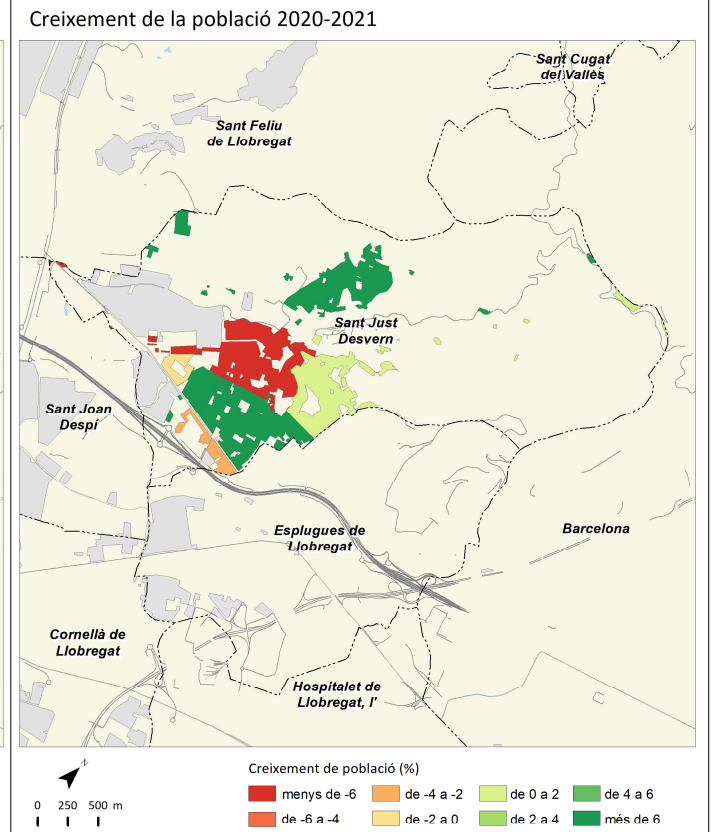 Creixement de la població 2020-2021
Sant Cugat
del Vallès
Sant Feliu
de Llobregat
Sant Just
Desvern
Sant Joan
Despí
Esplugues de
Llobregat
Barcelona
Cornellà de
Llobregat
Hospitalet de
Llobregat, l'
N
0 250 500 m
Creixement de població (%)
menys de -6 de -4 a -2 de 0 a 2 de 4 a 6
de -6 a -4 de -2 a 0 de 2 a 4 més de 6